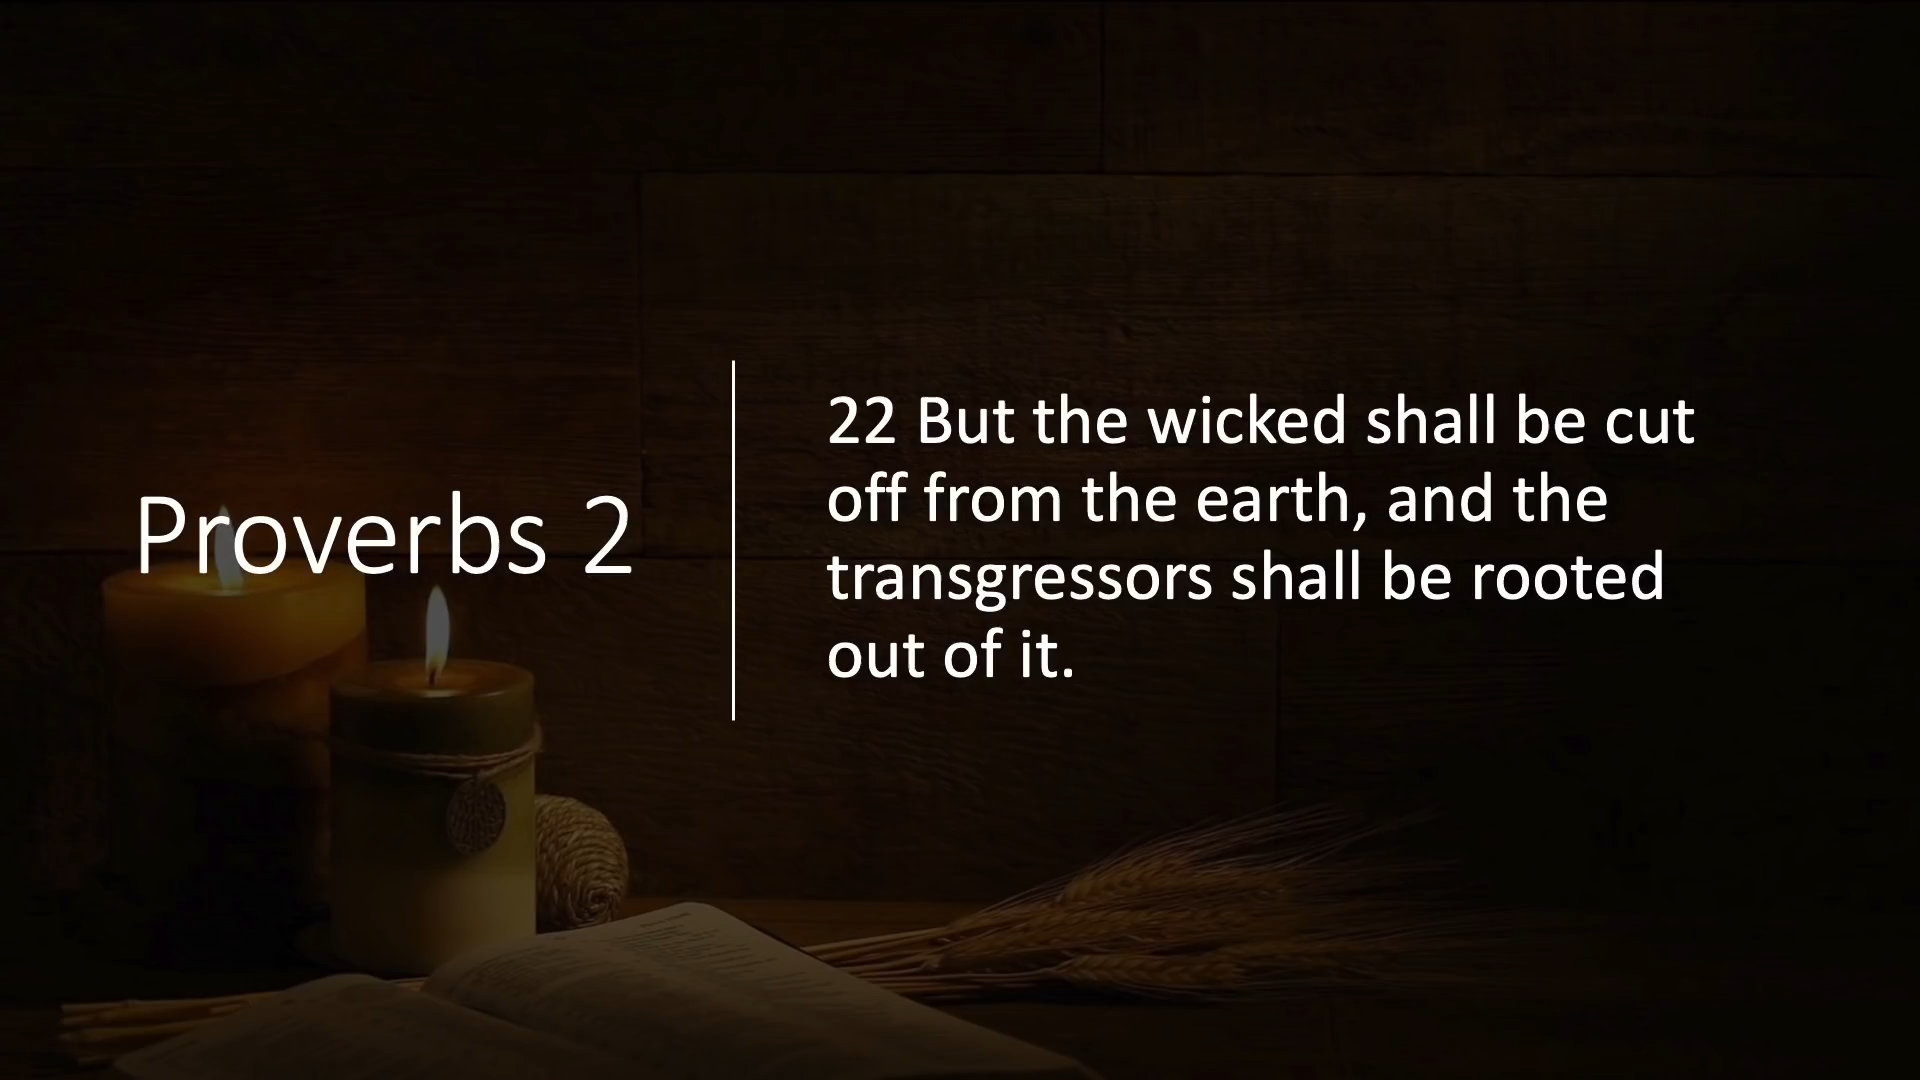 Proverbs 2
22 But the wicked shall be cut
off from the earth, and the
transgressors shall be rooted
out of it.